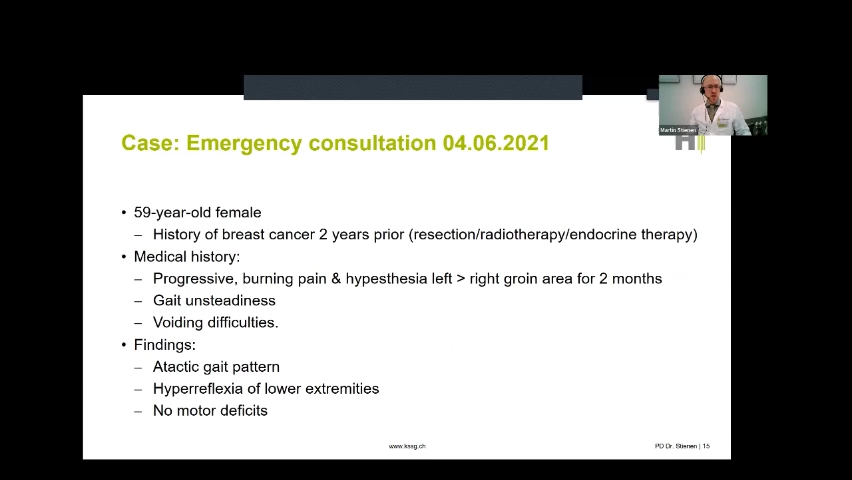 Martin Stienen
Case: Emergency consultation 04.06.2021
• 59-year-old female
– History of breast cancer 2 years prior (resection/radiotherapy/endocrine therapy)
• Medical history:
– Progressive, burning pain & hypesthesia left > right groin area for 2 months
– Gait unsteadiness
– Voiding difficulties.
• Findings:
– Atactic gait pattern
– Hyperreflexia of lower extremities
– No motor deficits
www.kssg.ch
PD Dr. Stienen | 15